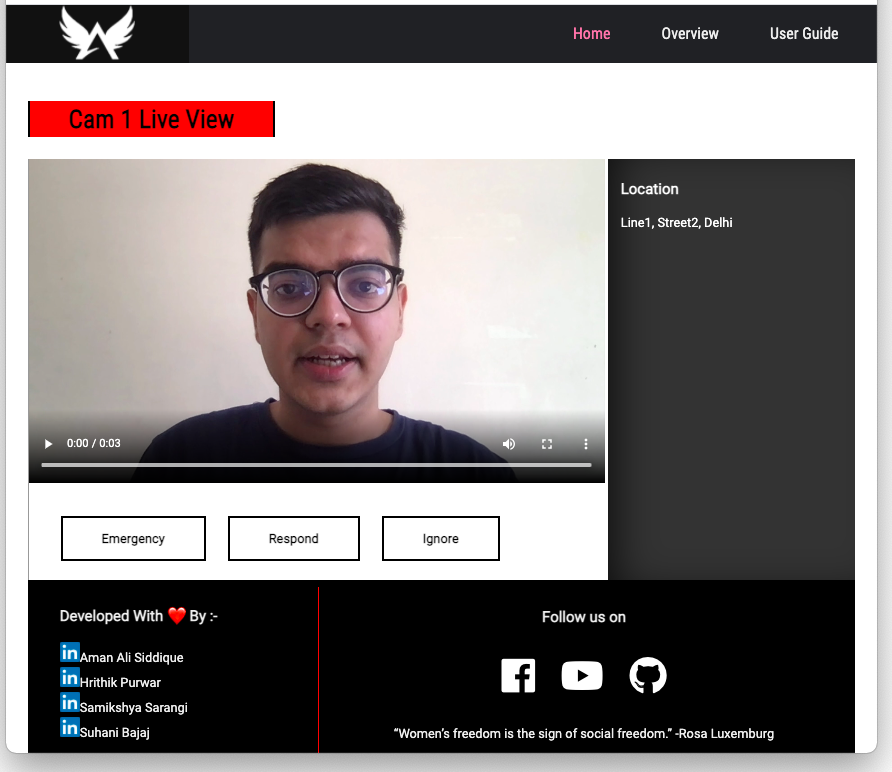 Home Overview User Guide
Cam 1 Live View
Location
Line1, Street2, Delhi
0:00 / 0:03
Emergency Respond Ignore
Developed With ❤️ By :-
in Aman Ali Siddique
in Hrithik Purwar
in Samikshya Sarangi
in Suhani Bajaj
Follow us on
“Women’s freedom is the sign of social freedom.” -Rosa Luxemburg